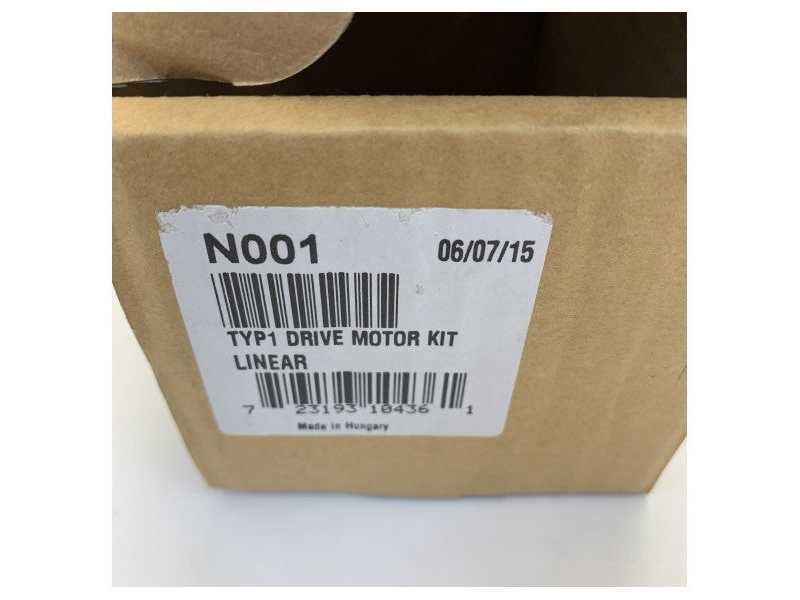 N001 06/07/15
TYP1 DRIVE MOTOR KIT
LINEAR
7 23193 10436 1
Made in Hungary